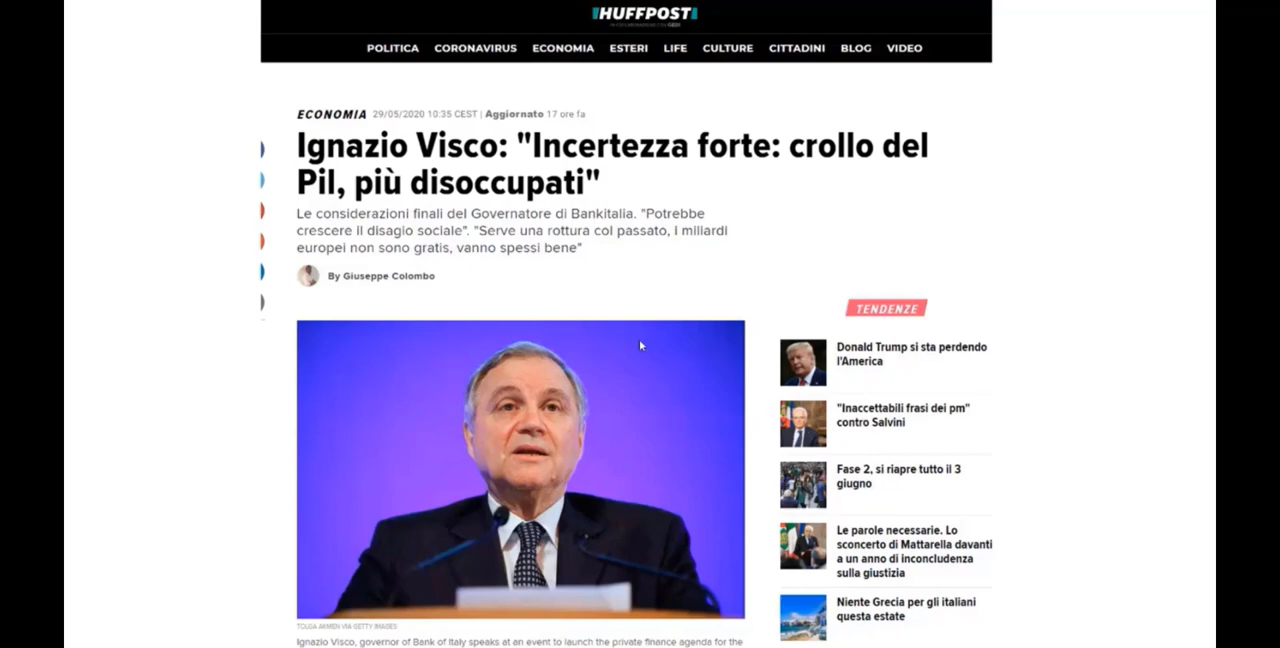 HUFFPOST
POLITICA CORONAVIRUS ECONOMIA ESTERI LIFE CULTURE CITTADINI BLOG VIDEO
ECONOMIA 29/05/2020 10:35 CEST | Aggiornato 17 ore fa
Ignazio Visco: "Incertezza forte: crollo del
Pil, più disoccupati"
Le considerazioni finali del Governatore di Bankitalia. "Potrebbe
crescere il disagio sociale". "Serve una rottura col passato, i miliardi
europei non sono gratis, vanno spessi bene"
By Giuseppe Colombo
TOLGA AKMEN VIA GETTY IMAGES
Ignazio Visco, governor of Bank of Italy speaks at an event to launch the private finance agenda for the
TENDENZE
Donald Trump si sta perdendo
l'America
"Inaccettabili frasi dei pm"
contro Salvini
Fase 2, si riapre tutto il 3
giugno
Le parole necessarie. Lo
sconcerto di Mattarella davanti
a un anno di inconcludenza
sulla giustizia
Niente Grecia per gli italiani
questa estate